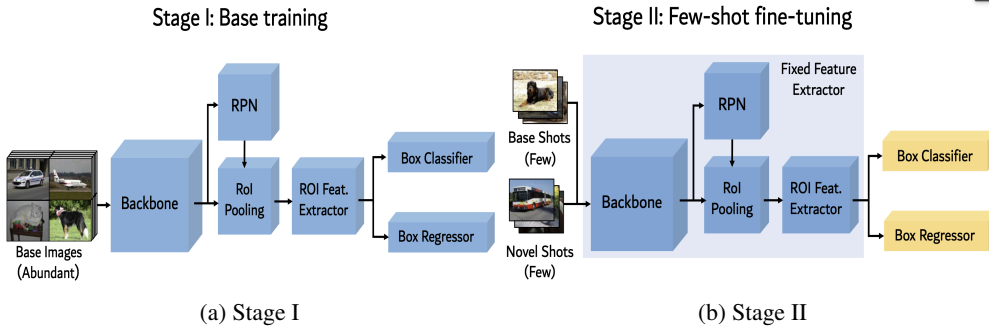 Stage I: Base training
RPN
Backbone
RoI
Pooling
ROI Feat.
Extractor
Box Classifier
Box Regressor
Base Images
(Abundant)
(a) Stage I
Stage II: Few-shot fine-tuning
Fixed Feature
Extractor
RPN
Base Shots
(Few)
Backbone
RoI
Pooling
ROI Feat.
Extractor
Box Classifier
Box Regressor
Novel Shots
(Few)
(b) Stage II